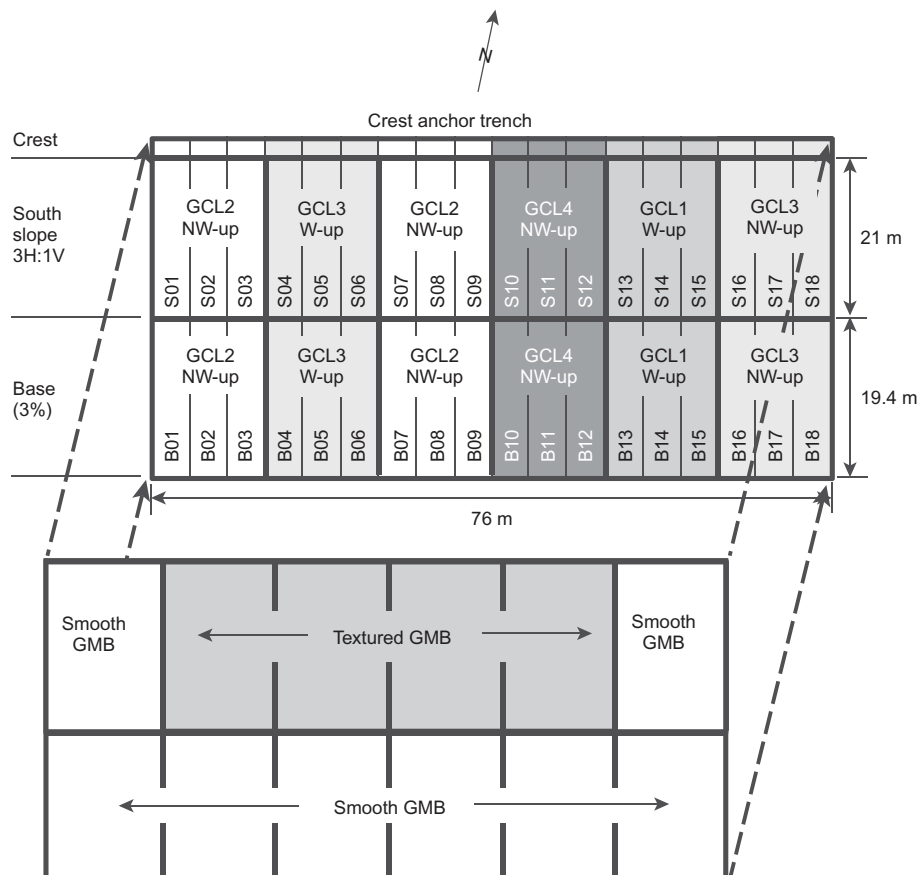 N
Crest anchor trench
Crest
South
slope
3H:1V
GCL2
NW-up
GCL3
W-up
GCL2
NW-up
GCL4
NW-up
GCL1
W-up
GCL3
NW-up
21 m
S01 S02 S03 S04 S05 S06 S07 S08 S09 S10 S11 S12 S13 S14 S15 S16 S17 S18
Base
(3%)
GCL2
NW-up
GCL3
W-up
GCL2
NW-up
GCL4
NW-up
GCL1
W-up
GCL3
NW-up
19.4 m
B01 B02 B03 B04 B05 B06 B07 B08 B09 B10 B11 B12 B13 B14 B15 B16 B17 B18
76 m
Smooth
GMB
Textured GMB
Smooth
GMB
Smooth GMB